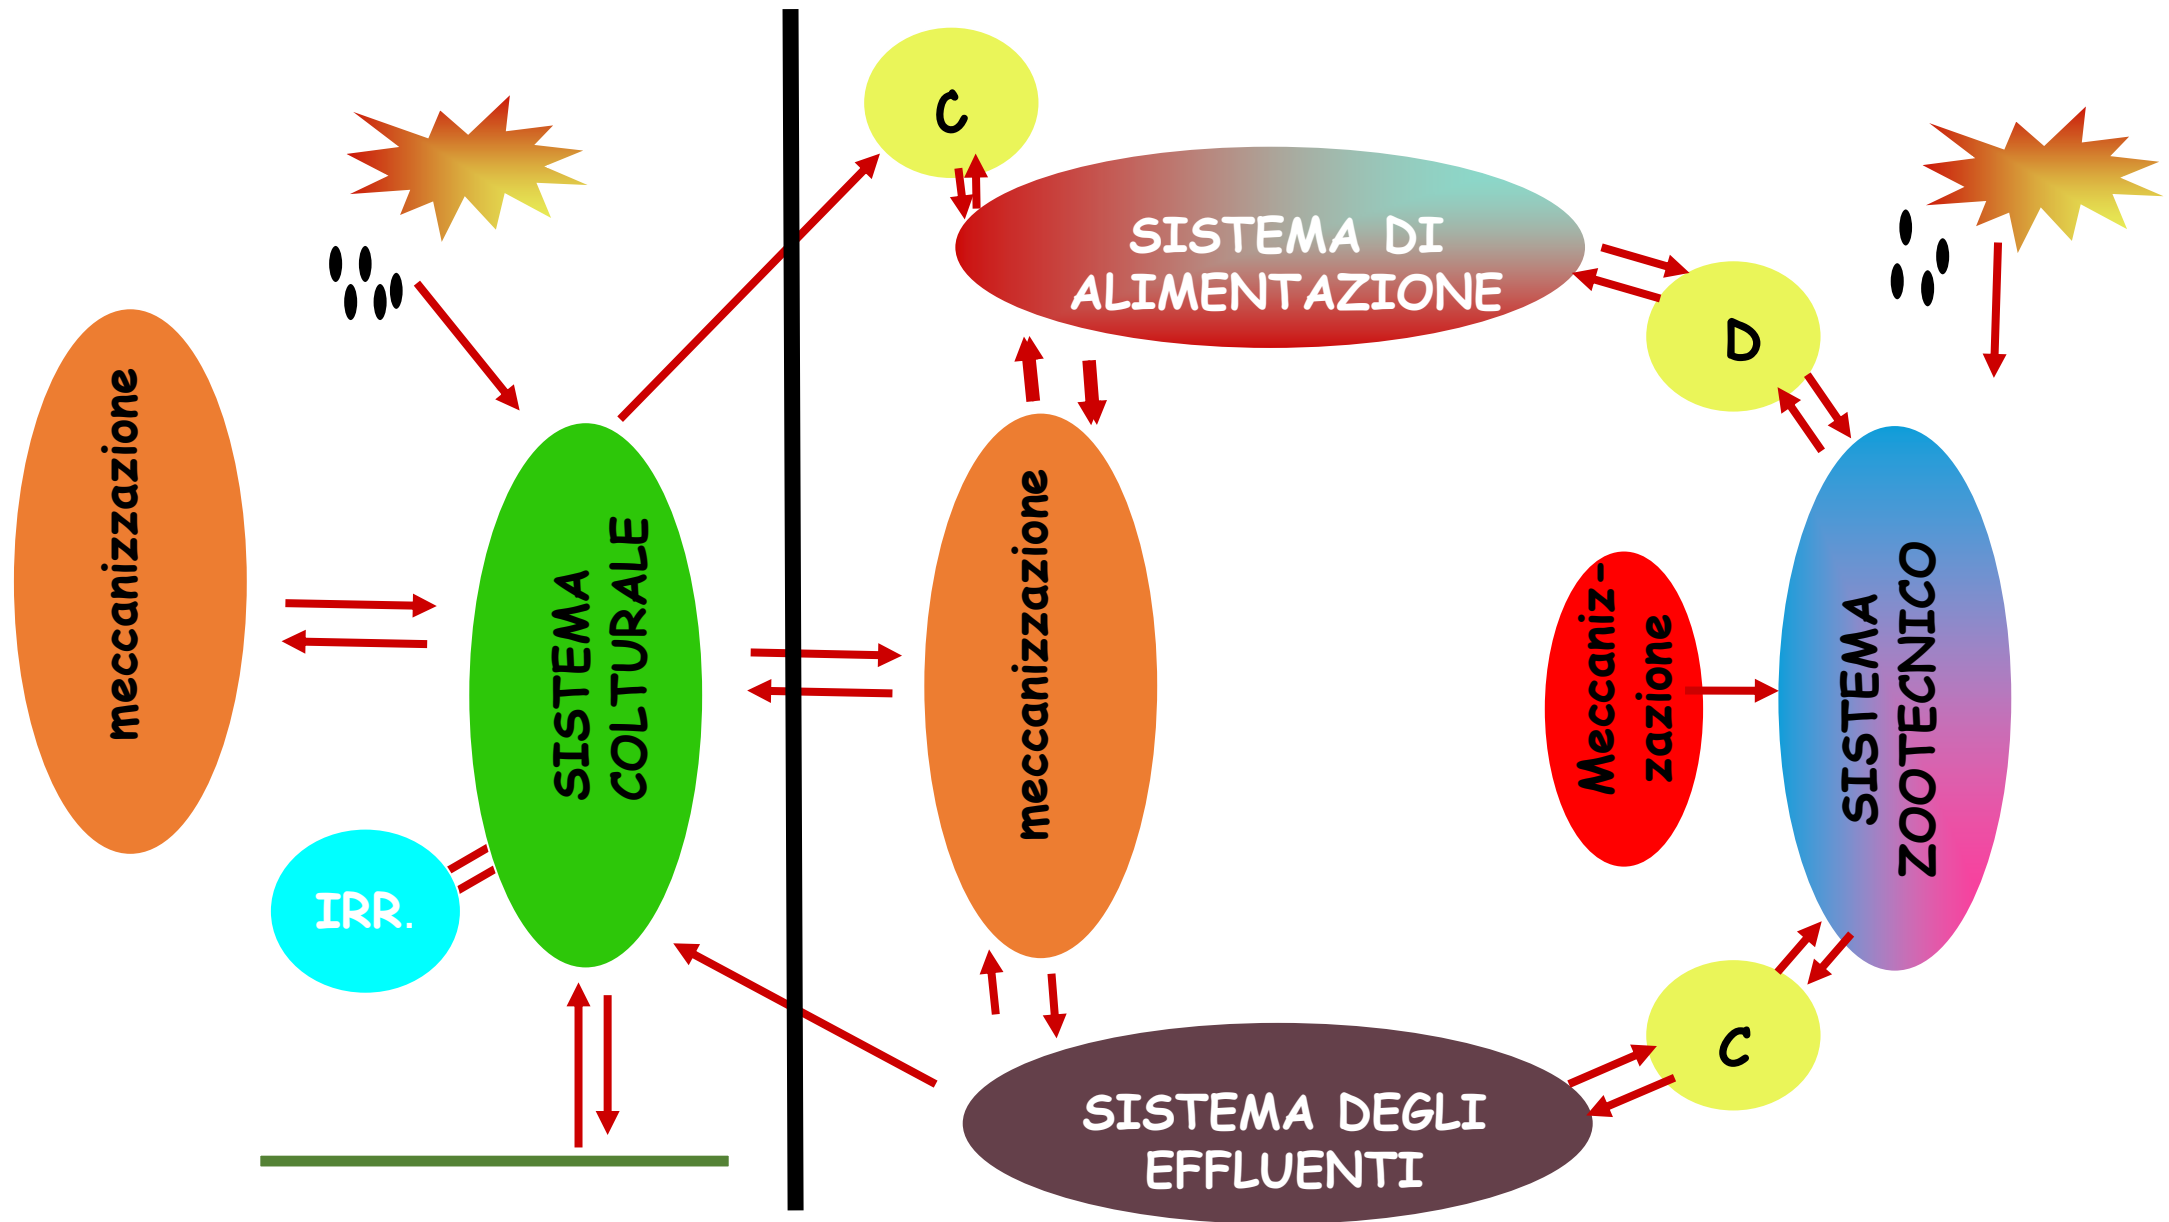 C
SISTEMA DI
ALIMENTAZIONE
D
meccanizzazione
SISTEMA
COLTURALE
meccanizzazione
Meccaniz-
zazione
SISTEMA
ZOOTECNICO
IRR.
C
SISTEMA DEGLI
EFFLUENTI